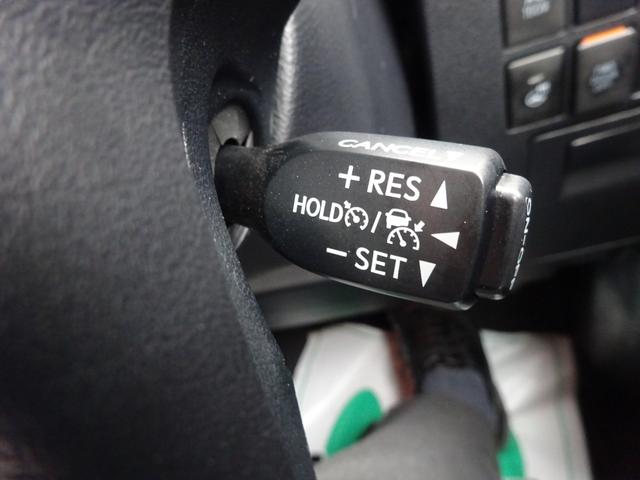 CANCEL
+ RES
HOLD /
- SET